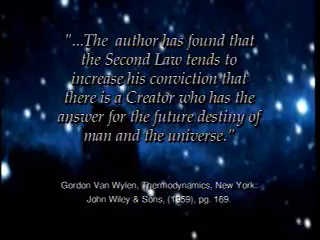 "...The author has found that
the Second Law tends to
increase his conviction that
there is a Creator who has the
answer for the future destiny of
man and the universe."
Gordon Van Wylen, Thermodynamics, New York:
John Wiley & Sons, (1959), pg. 169.